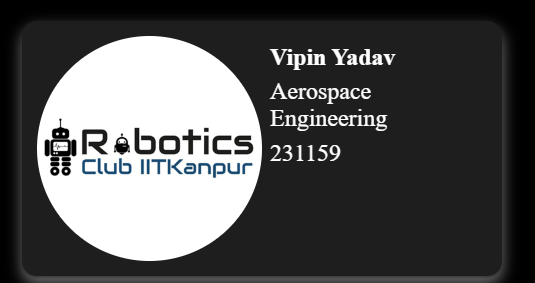 Robotics
Club IITKanpur
Vipin Yadav
Aerospace
Engineering
231159